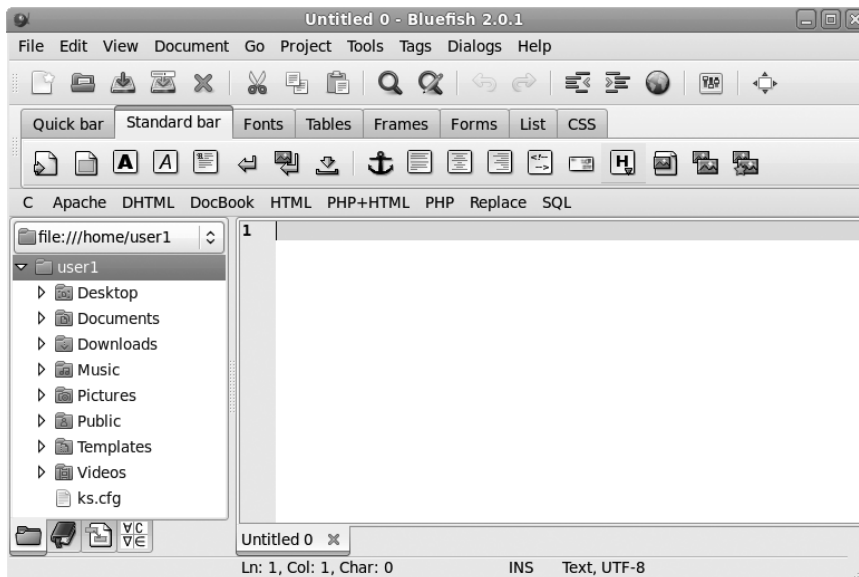 Untitled 0 - Bluefish 2.0.1
File Edit View Document Go Project Tools Tags Dialogs Help
Quick bar Standard bar Fonts Tables Frames Forms List CSS
C Apache DHTML DocBook HTML PHP+HTML PHP Replace SQL
file:///home/user1
user1
Desktop
Documents
Downloads
Music
Pictures
Public
Templates
Videos
ks.cfg
1
Untitled 0
Ln: 1, Col: 1, Char: 0 INS Text, UTF-8